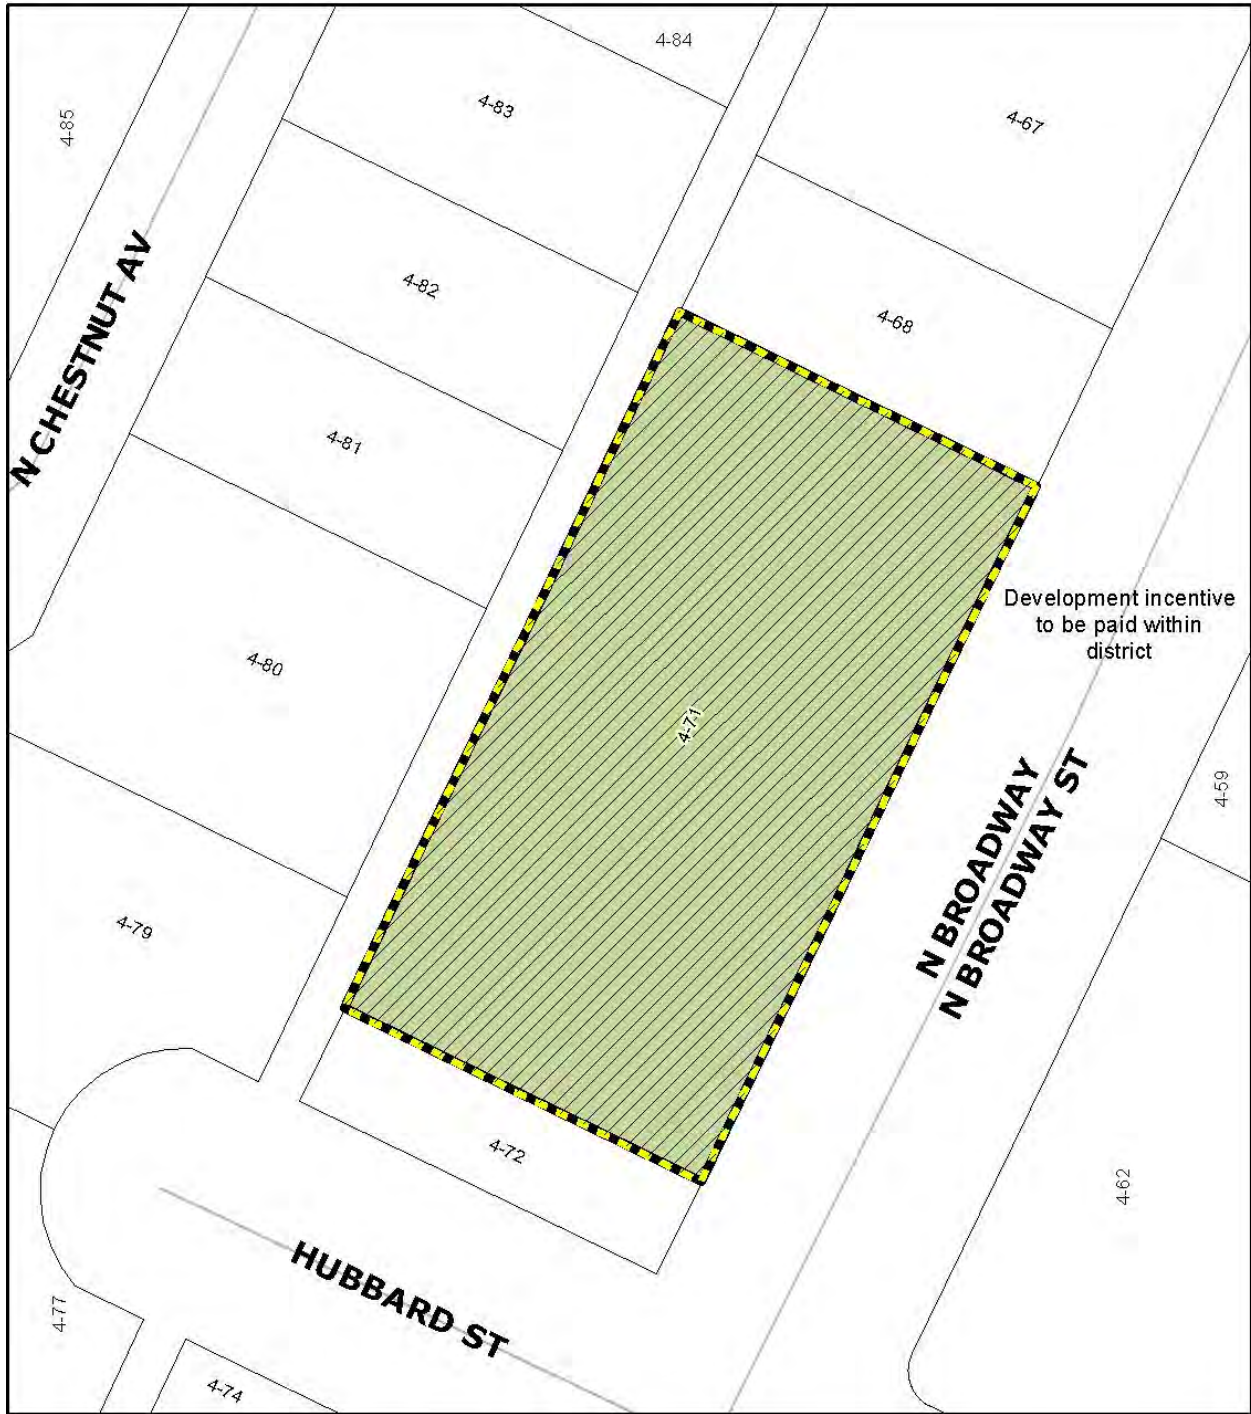 4-84
4-83
4-85
4-67
N CHESTNUT AV
4-82
4-68
4-81
Development incentive
to be paid within
district
4-80
4-71
4-59
N BROADWAY
N BROADWAY ST
4-79
4-72
4-62
HUBBARD ST
4-77
4-74